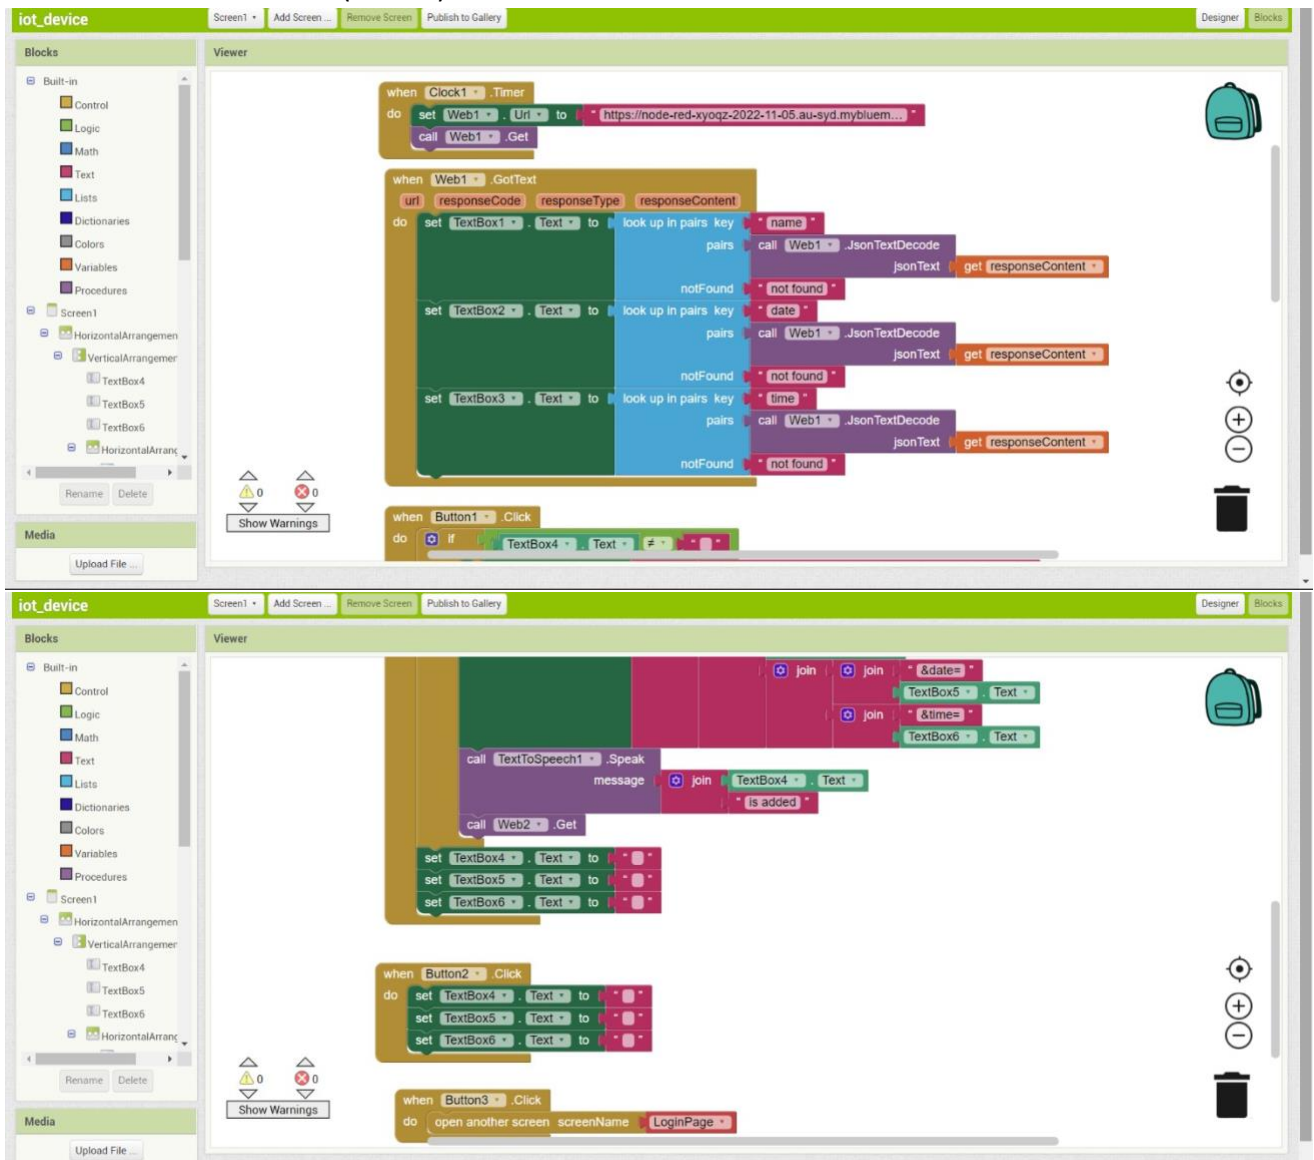 iot_device
Screen1
Add Screen ...
Remove Screen
Publish to Gallery
Designer
Blocks
Blocks
Viewer
Built-in
Control
Logic
Math
Text
Lists
Dictionaries
Colors
Variables
Procedures
Screen1
HorizontalArrangemen
VerticalArrangemer
TextBox4
TextBox5
TextBox6
HorizontalArrang
Rename
Delete
Media
Upload File ...
when Clock1 .Timer
do set Web1 . Url to " https://node-red-xyoqz-2022-11-05.au-syd.mybluem... "
call Web1 .Get
when Web1 .GotText
url responseCode responseType responseContent
do set TextBox1 . Text to look up in pairs key " name "
pairs call Web1 .JsonTextDecode
jsonText get responseContent
notFound " not found "
set TextBox2 . Text to look up in pairs key " date "
pairs call Web1 .JsonTextDecode
jsonText get responseContent
notFound " not found "
set TextBox3 . Text to look up in pairs key " time "
pairs call Web1 .JsonTextDecode
jsonText get responseContent
notFound " not found "
when Button1 .Click
do if TextBox4 . Text ≠ " "
0 0
Show Warnings
iot_device
Screen1
Add Screen ...
Remove Screen
Publish to Gallery
Designer
Blocks
Blocks
Viewer
Built-in
Control
Logic
Math
Text
Lists
Dictionaries
Colors
Variables
Procedures
Screen1
HorizontalArrangemen
VerticalArrangemer
TextBox4
TextBox5
TextBox6
HorizontalArrang
Rename
Delete
Media
Upload File ...
join join " &date= "
TextBox5 . Text
join " &time= "
TextBox6 . Text
call TextToSpeech1 .Speak
message join TextBox4 . Text
" is added "
call Web2 .Get
set TextBox4 . Text to " "
set TextBox5 . Text to " "
set TextBox6 . Text to " "
when Button2 .Click
do set TextBox4 . Text to " "
set TextBox5 . Text to " "
set TextBox6 . Text to " "
when Button3 .Click
do open another screen screenName LoginPage
0 0
Show Warnings